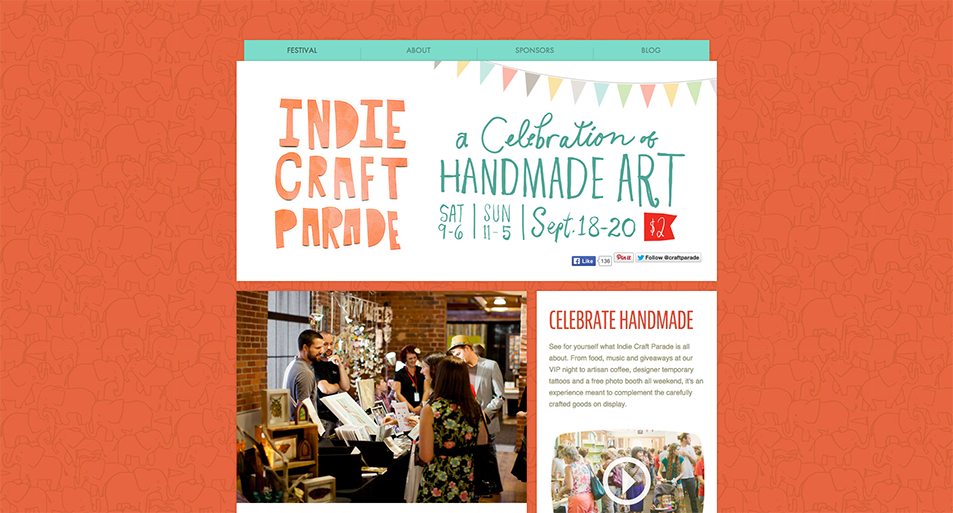 FESTIVAL ABOUT SPONSORS BLOG
INDIE
CRAFT
PARADE
a Celebration of
HANDMADE ART
SAT 9-6 | SUN 11-5 | Sept. 18-20 $2
Like 136 Pin it Follow @craftparade
CELEBRATE HANDMADE
See for yourself what Indie Craft Parade is all
about. From food, music and giveaways at our
VIP night to artisan coffee, designer temporary
tattoos and a free photo booth all weekend, it's an
experience meant to complement the carefully
crafted goods on display.